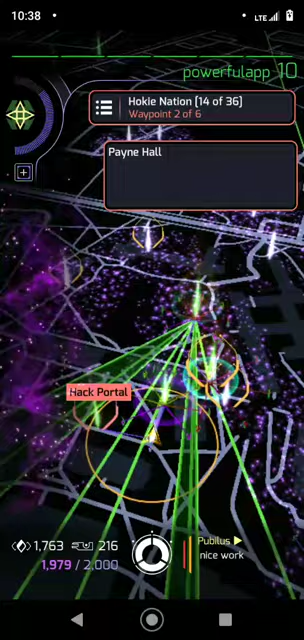 10:38
LTE
powerfulapp 10
Hokie Nation [14 of 36]
Waypoint 2 of 6
Payne Hall
Hack Portal
1,763
216
1,979 / 2,000
Publius ▶
nice work